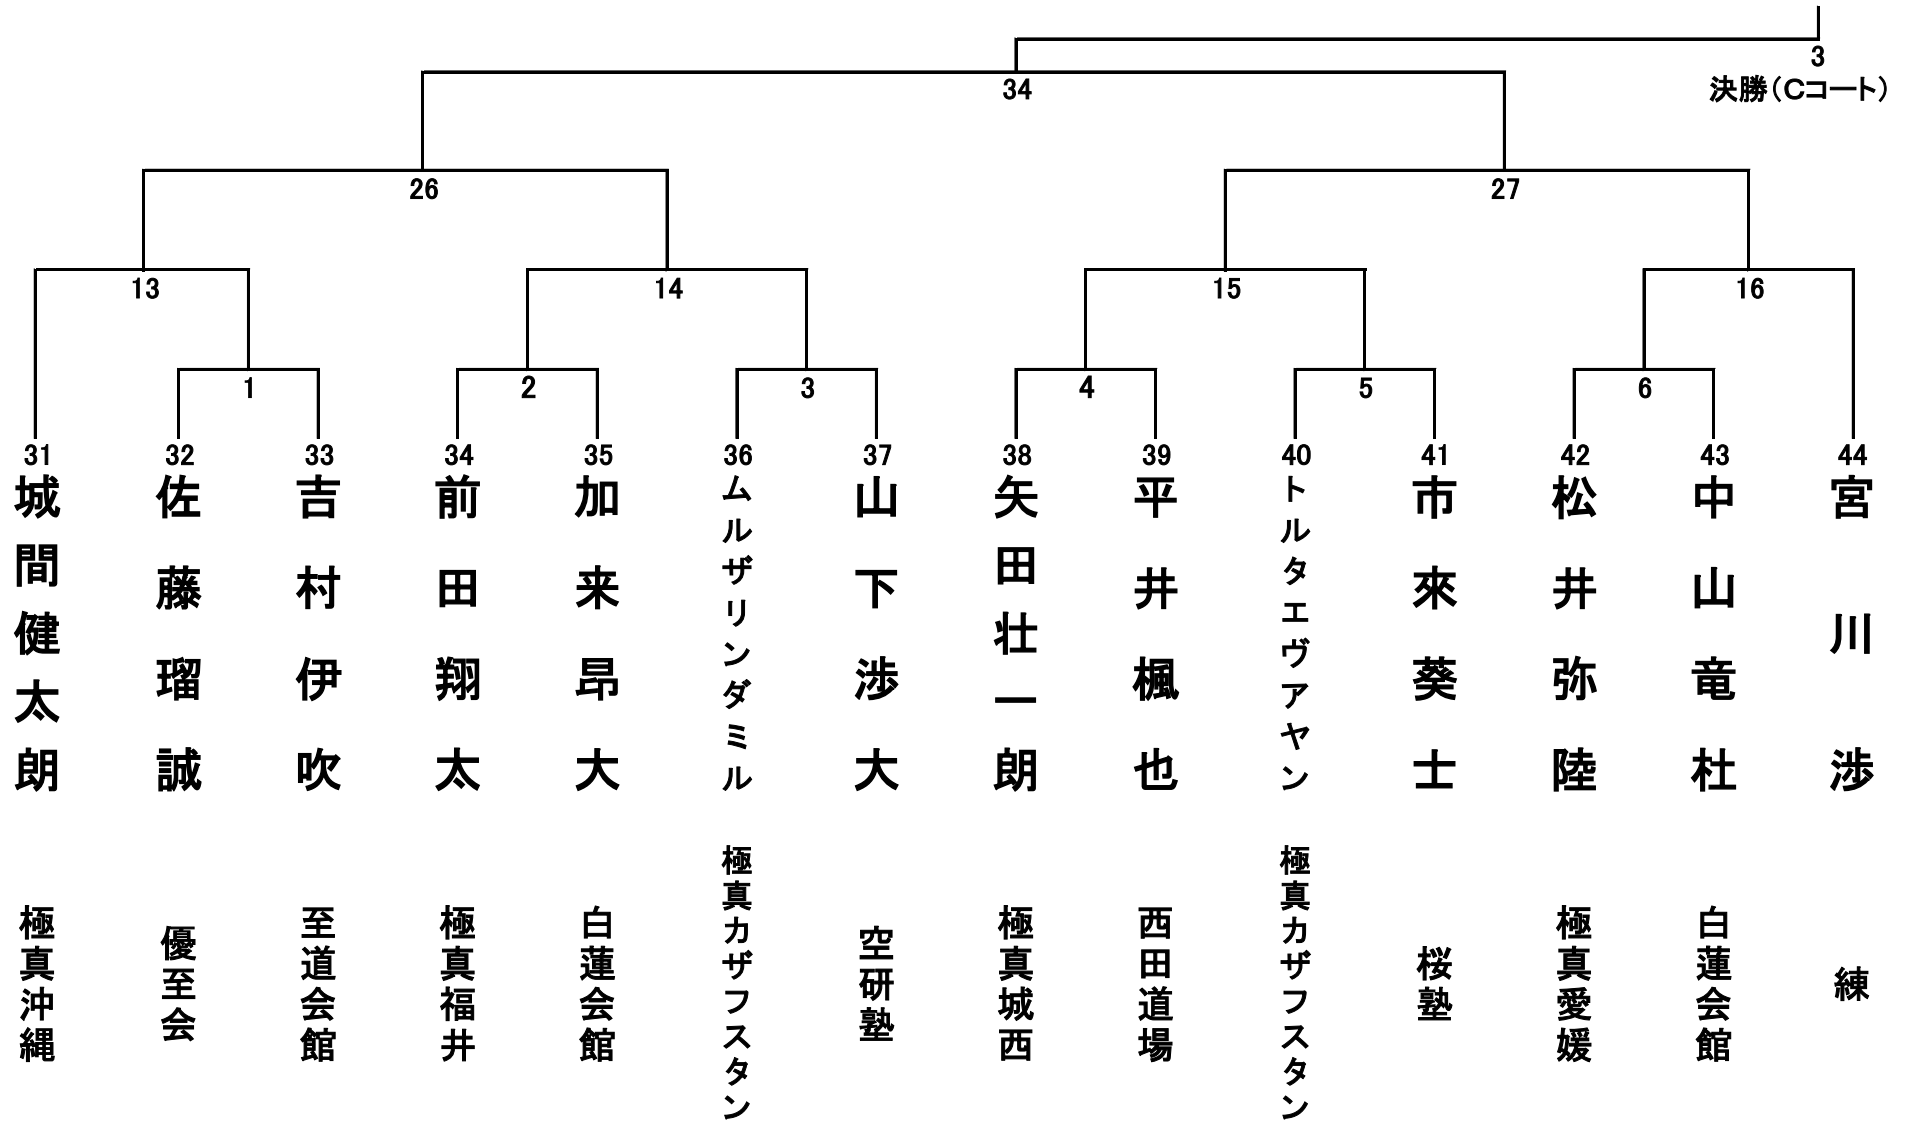 3
決勝（Cコート）
34
26
27
13
14
15
16
1
2
3
4
5
6
31
32
33
34
35
36
37
38
39
40
41
42
43
44
城間健太朗
佐藤瑠誠
吉村伊吹
前田翔太
加来昂大
ムルザリンダミル
山下渉大
矢田壮一朗
平井楓也
トルタエヴアヤン
市來葵士
松井弥陸
中山竜杜
宮川渉
極真沖縄
優至会
至道会館
極真福井
白蓮会館
極真カザフスタン
空研塾
極真城西
西田道場
極真カザフスタン
桜塾
極真愛媛
白蓮会館
練